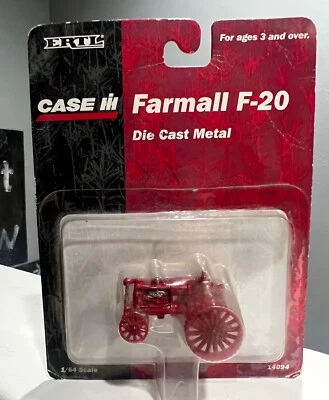 ERTL
For ages 3 and over.
CASE IH
Farmall F-20
Die Cast Metal
1/64 Scale
14094